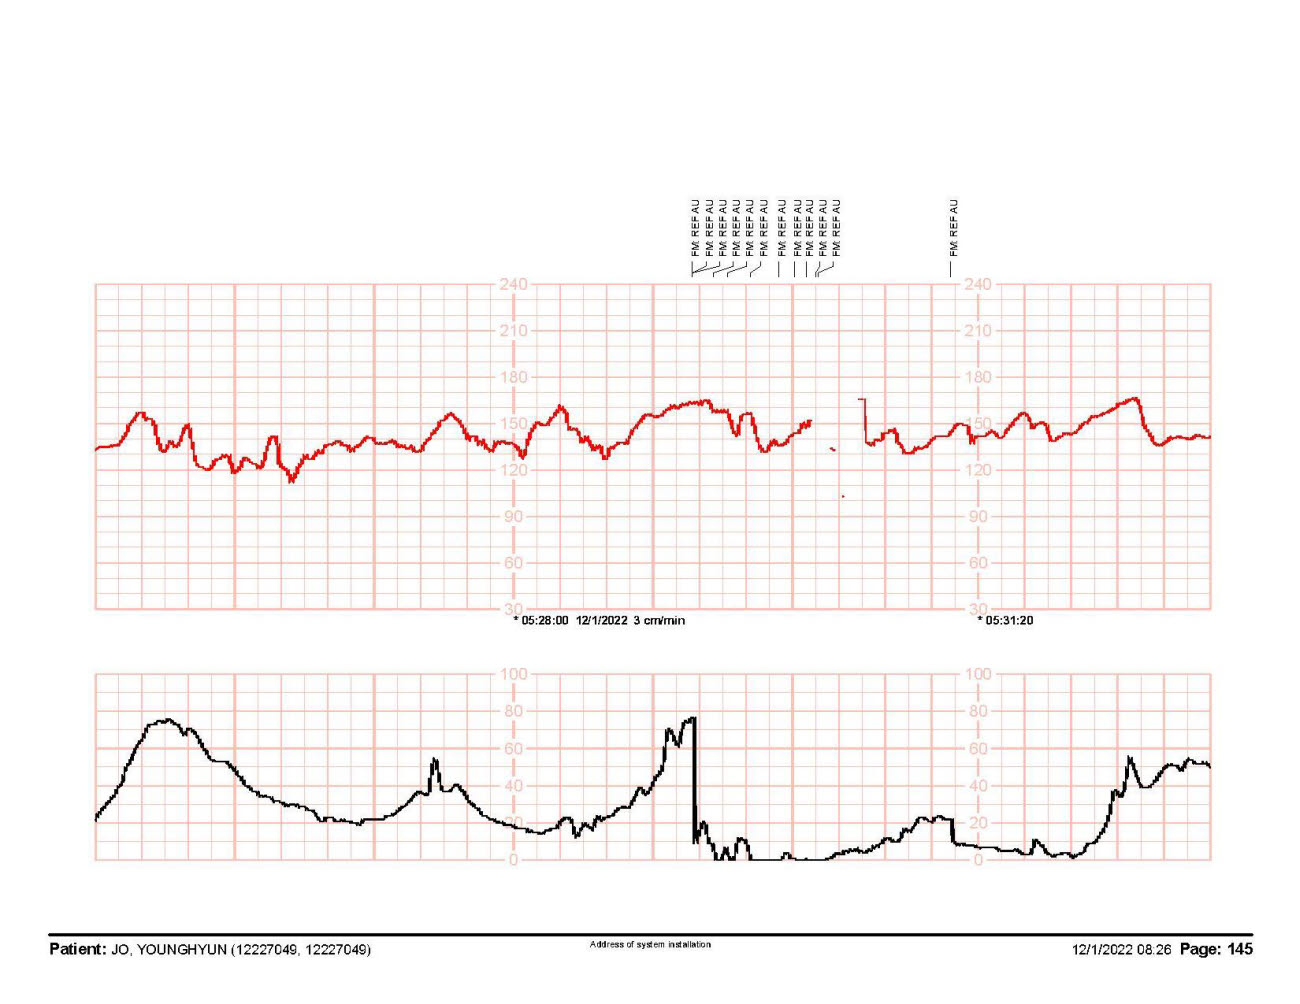 FM: REF AU
FM: REF AU
FM: REF AU
FM: REF AU
FM: REF AU
FM: REF AU
FM: REF AU
FM: REF AU
FM: REF AU
FM: REF AU
FM: REF AU
FM: REF AU
240 240
210 210
180 180
150 150
120 120
90 90
60 60
30 30
* 05:28:00 12/1/2022 3 cm/min * 05:31:20
100 100
80 80
60 60
40 40
20 20
0 0
Patient: JO, YOUNGHYUN (12227049, 12227049) Address of system installation 12/1/2022 08:26 Page: 145